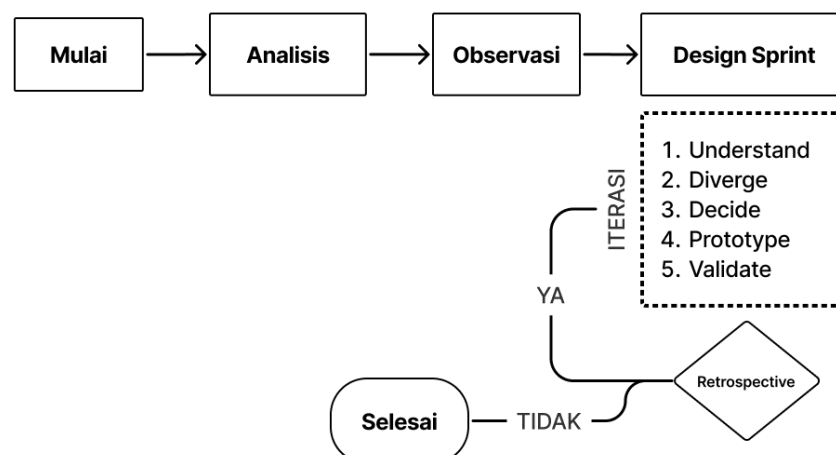 Mulai
Analisis
Observasi
Design Sprint
1. Understand
2. Diverge
3. Decide
4. Prototype
5. Validate
ITERASI
YA
Retrospective
TIDAK
Selesai